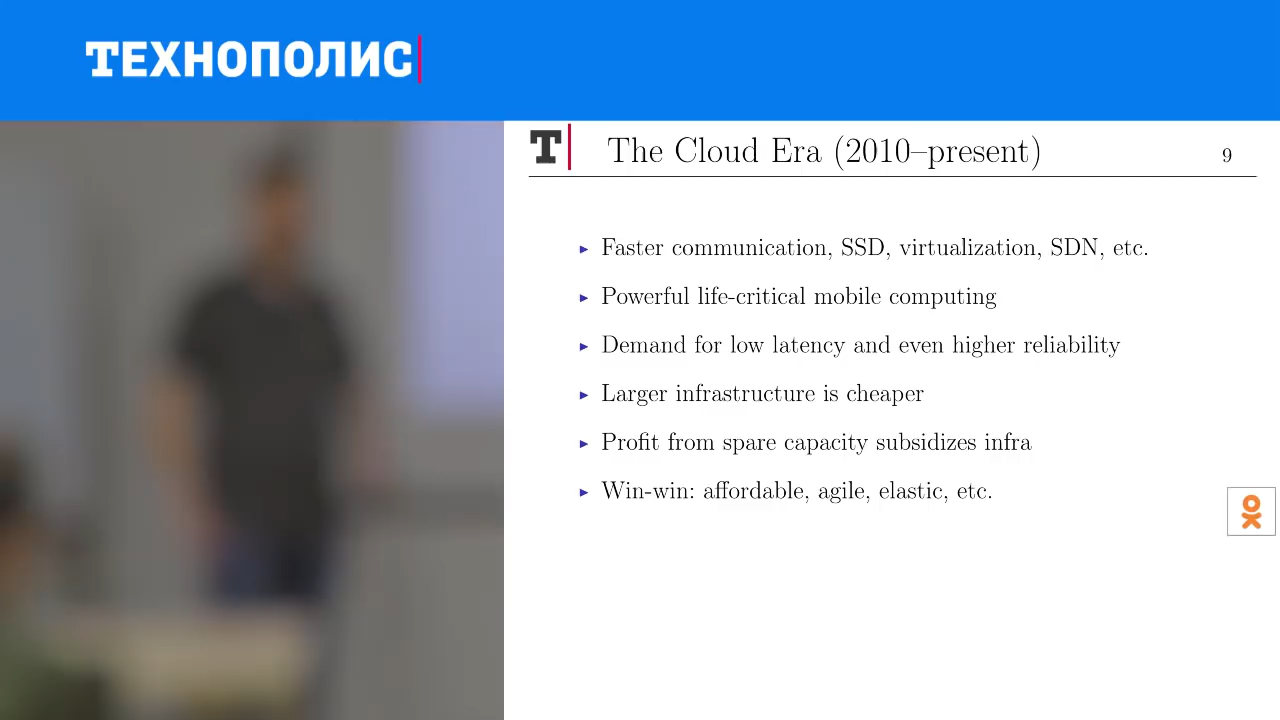 ТЕХНОПОЛИС
T
The Cloud Era (2010–present)
9
Faster communication, SSD, virtualization, SDN, etc.
Powerful life-critical mobile computing
Demand for low latency and even higher reliability
Larger infrastructure is cheaper
Profit from spare capacity subsidizes infra
Win-win: affordable, agile, elastic, etc.